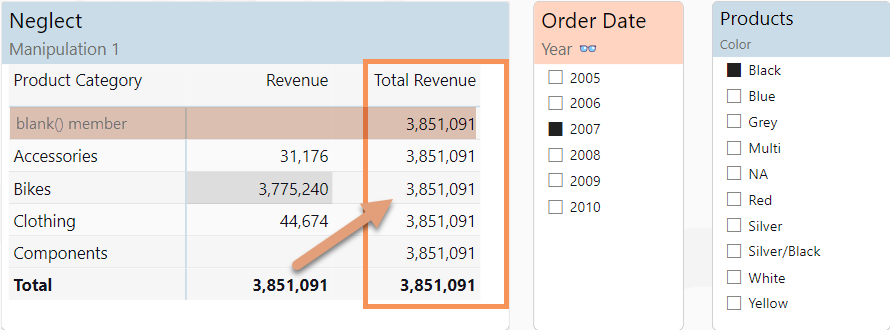 Neglect
Manipulation 1
Product Category Revenue Total Revenue
blank() member 3,851,091
Accessories 31,176 3,851,091
Bikes 3,775,240 3,851,091
Clothing 44,674 3,851,091
Components 3,851,091
Total 3,851,091 3,851,091
Order Date
Year 👓
2005
2006
2007
2008
2009
2010
Products
Color
Black
Blue
Grey
Multi
NA
Red
Silver
Silver/Black
White
Yellow